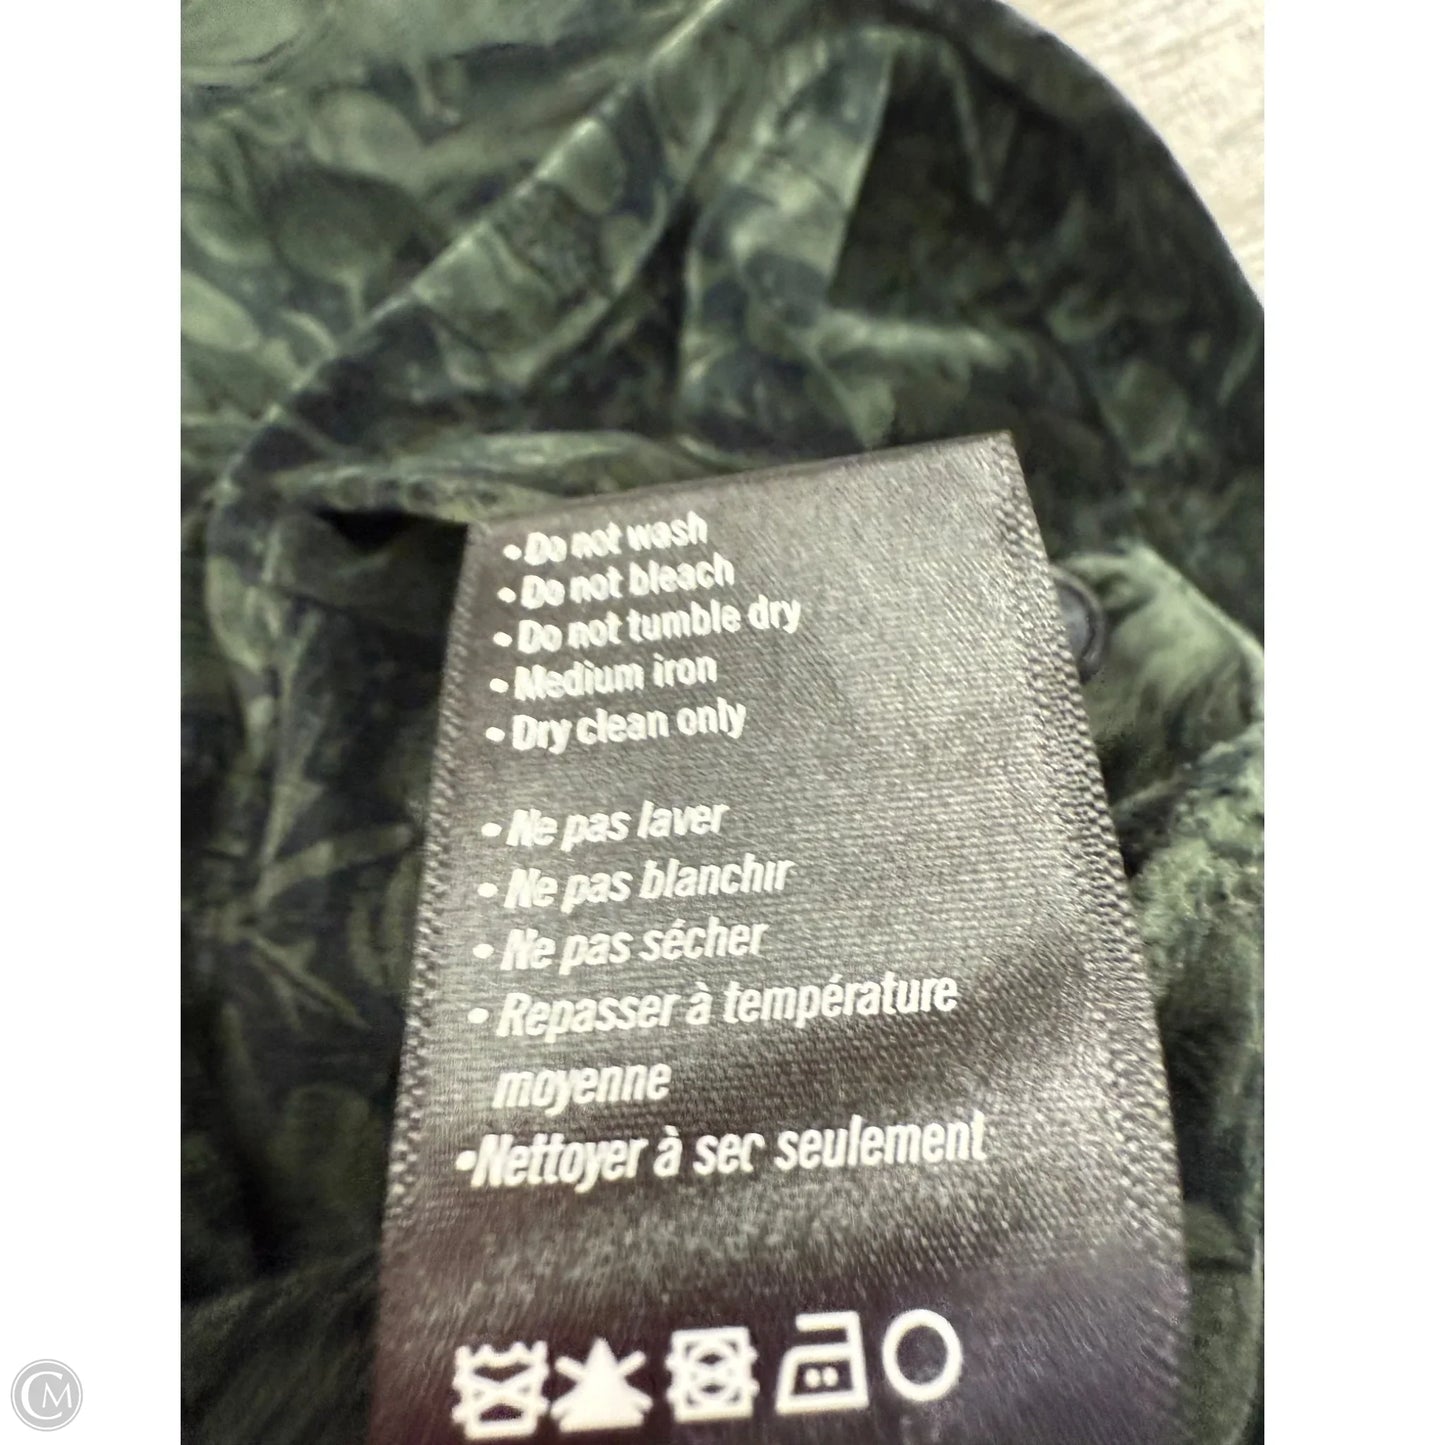 • Do not wash
• Do not bleach
• Do not tumble dry
• Medium iron
• Dry clean only
• Ne pas laver
• Ne pas blanchir
• Ne pas sécher
• Repasser à température
moyenne
•Nettoyer à sec seulement
CM